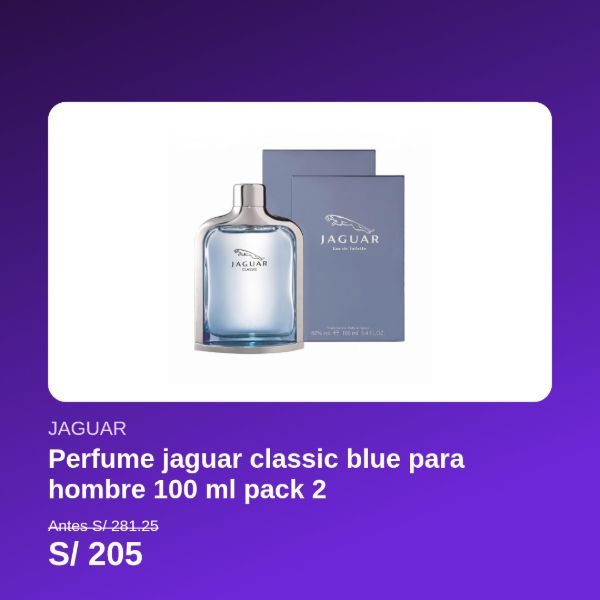 JAGUAR
Eau de Toilette
JAGUAR
CLASSIC
JAGUAR
Perfume jaguar classic blue para
hombre 100 ml pack 2
Antes S/ 281.25
S/ 205